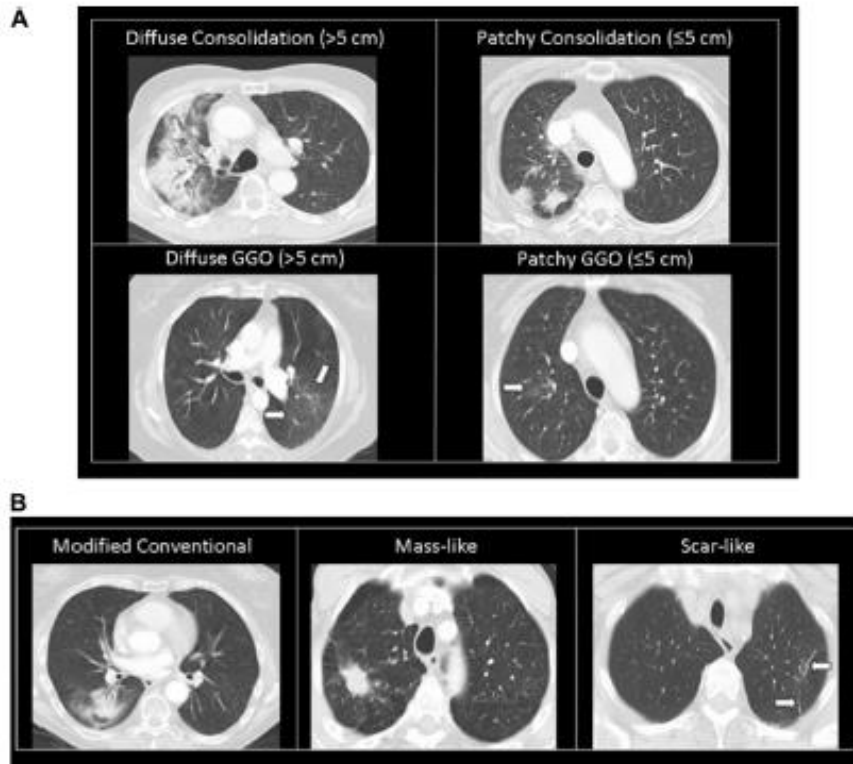 A
Diffuse Consolidation (>5 cm)
Patchy Consolidation (≤5 cm)
Diffuse GGO (>5 cm)
Patchy GGO (≤5 cm)
B
Modified Conventional
Mass-like
Scar-like